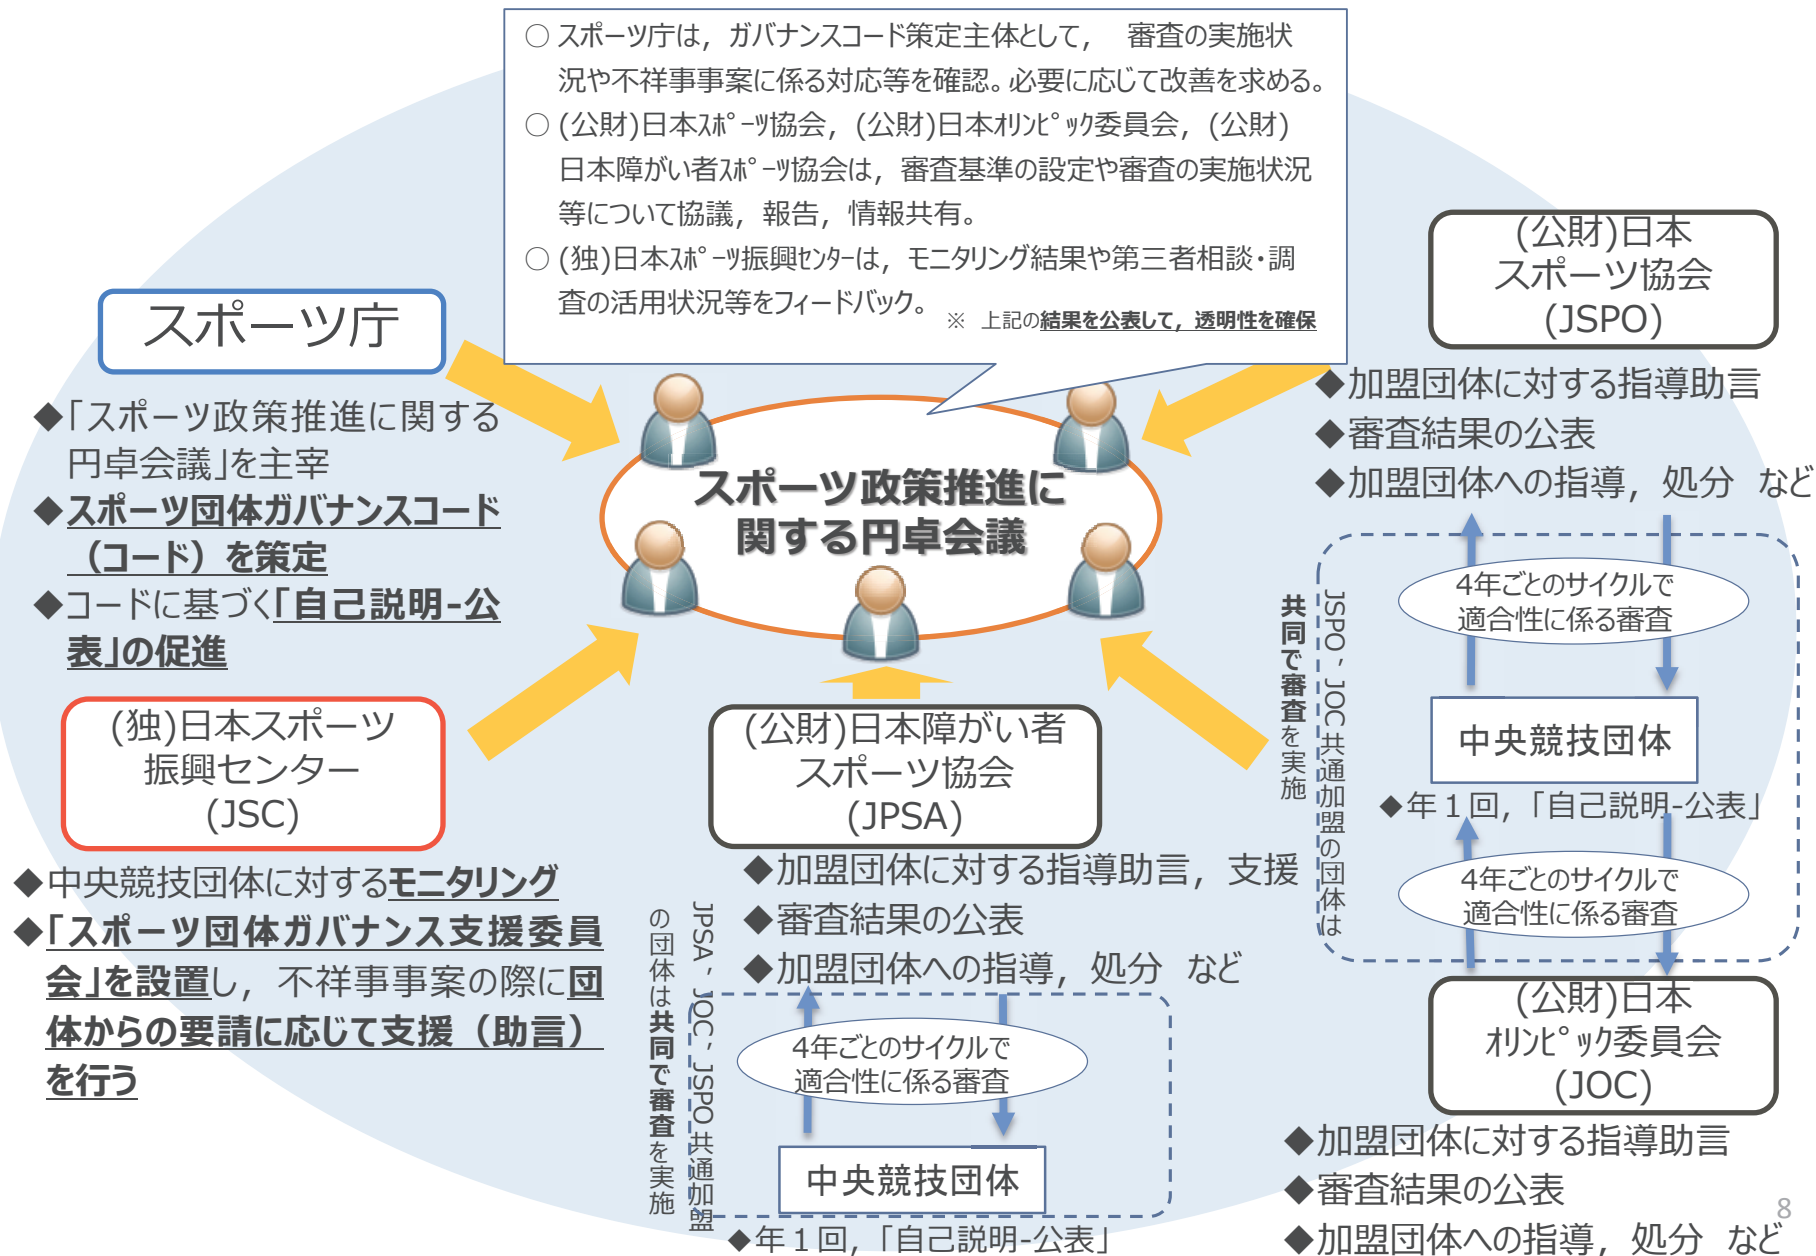 ○ スポーツ庁は，ガバナンスコード策定主体として，　審査の実施状
況や不祥事事案に係る対応等を確認。必要に応じて改善を求める。
○ (公財)日本ｽﾎﾟｰﾂ協会，(公財)日本ｵﾘﾝﾋﾟｯｸ委員会，(公財)
日本障がい者ｽﾎﾟｰﾂ協会は，審査基準の設定や審査の実施状況
等について協議，報告，情報共有。
○ (独)日本ｽﾎﾟｰﾂ振興ｾﾝﾀｰは，モニタリング結果や第三者相談・調
査の活用状況等をフィードバック。
※　上記の結果を公表して，透明性を確保
スポーツ庁
◆「スポーツ政策推進に関する
円卓会議」を主宰
◆スポーツ団体ガバナンスコード
（コード）を策定
◆コードに基づく「自己説明-公
表」の促進
スポーツ政策推進に
関する円卓会議
(公財)日本
スポーツ協会
(JSPO)
◆加盟団体に対する指導助言
◆審査結果の公表
◆加盟団体への指導，処分　など
4年ごとのサイクルで
適合性に係る審査
JSPO・JOC共通加盟の団体は
共同で審査を実施
中央競技団体
◆年１回，「自己説明-公表」
4年ごとのサイクルで
適合性に係る審査
(公財)日本
ｵﾘﾝﾋﾟｯｸ委員会
(JOC)
◆加盟団体に対する指導助言
◆審査結果の公表
◆加盟団体への指導，処分　など
(独)日本スポーツ
振興センター
(JSC)
◆中央競技団体に対するモニタリング
◆「スポーツ団体ガバナンス支援委員
会」を設置し，不祥事事案の際に団
体からの要請に応じて支援（助言）
を行う
(公財)日本障がい者
スポーツ協会
(JPSA)
◆加盟団体に対する指導助言，支援
◆審査結果の公表
◆加盟団体への指導，処分　など
JPSA・JOC・JSPO共通加盟
の団体は共同で審査を実施
4年ごとのサイクルで
適合性に係る審査
中央競技団体
◆年１回，「自己説明-公表」
8